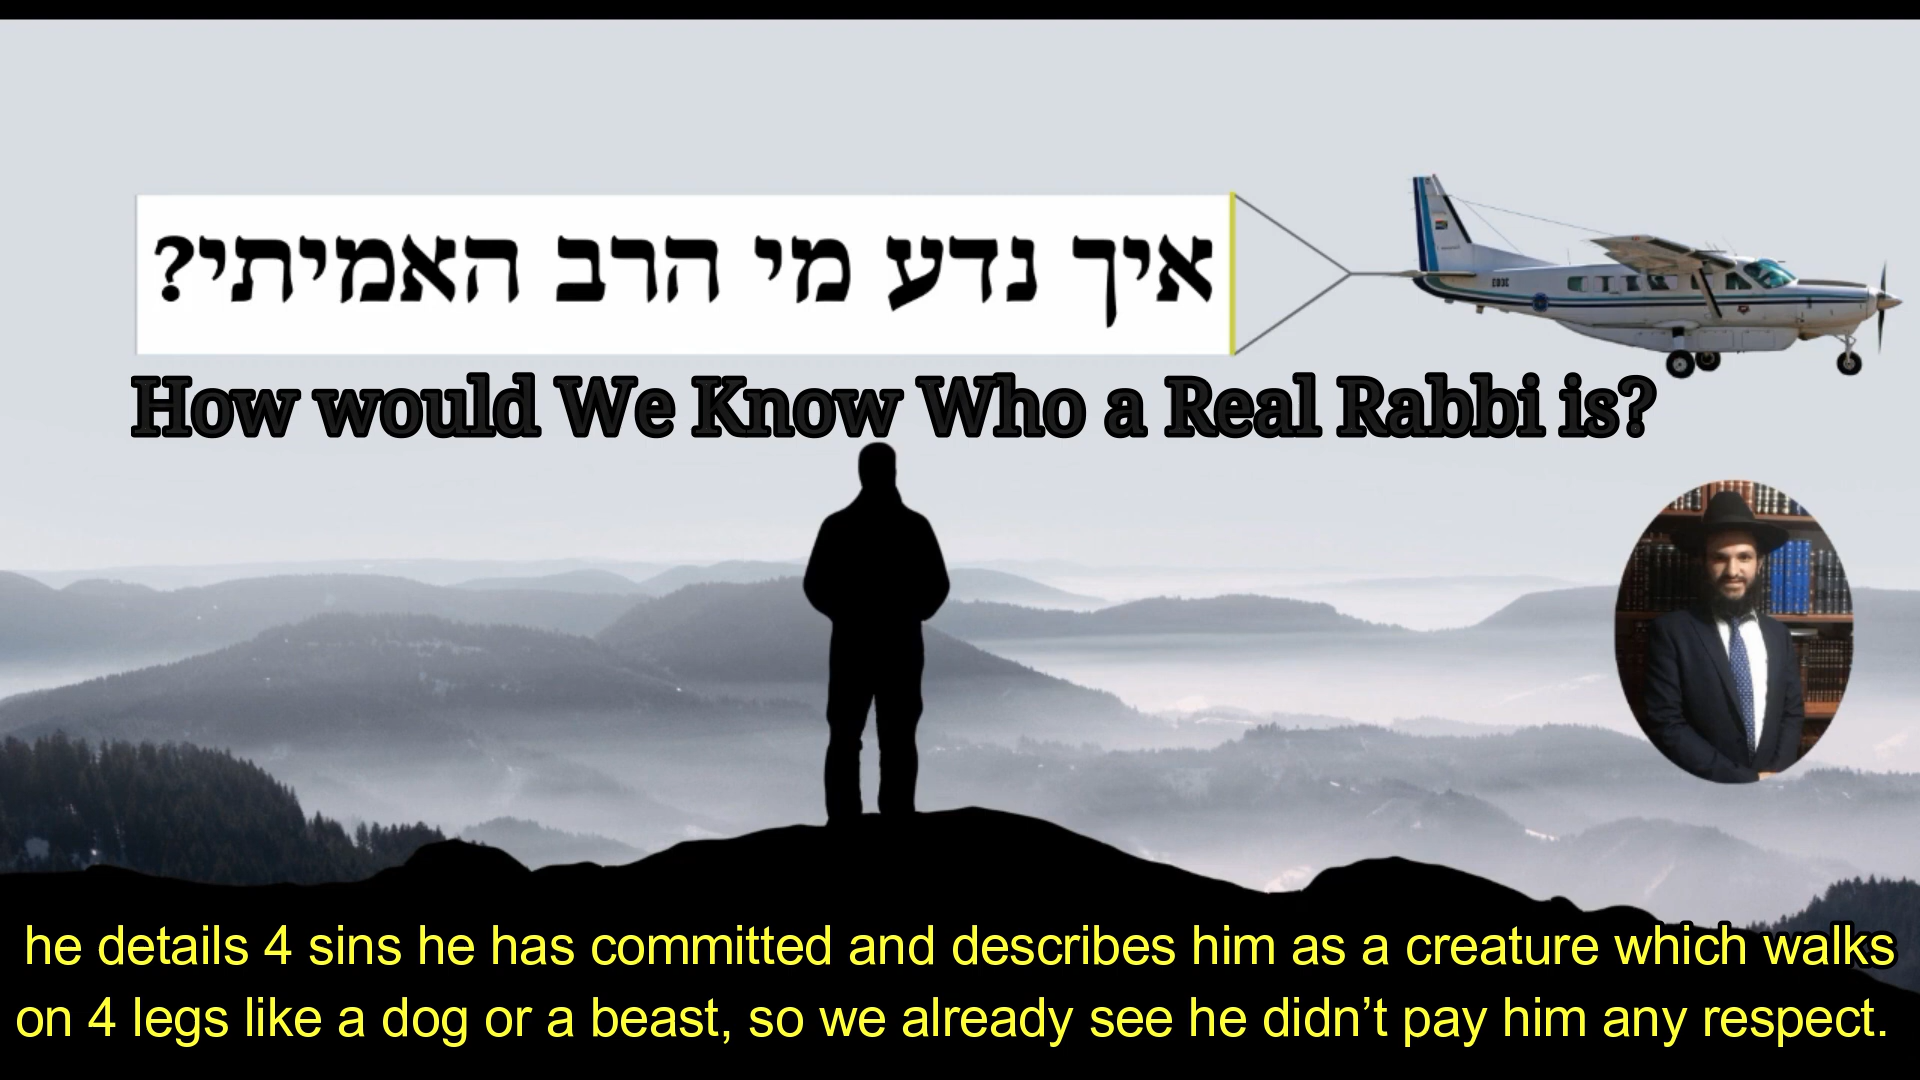 איך נדע מי הרב האמיתי?
How would We Know Who a Real Rabbi is?
he details 4 sins he has committed and describes him as a creature which walks
on 4 legs like a dog or a beast, so we already see he didn’t pay him any respect.